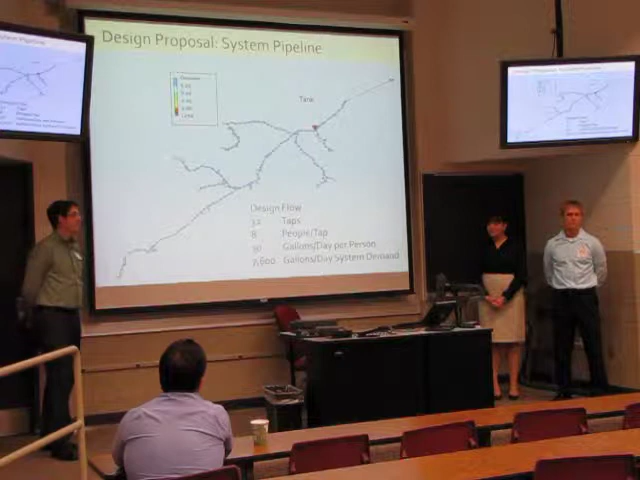 Design Proposal: System Pipeline
Tank
Design Flow
32 Taps
8 People/Tap
30 Gallons/Day per Person
7,600 Gallons/Day System Demand